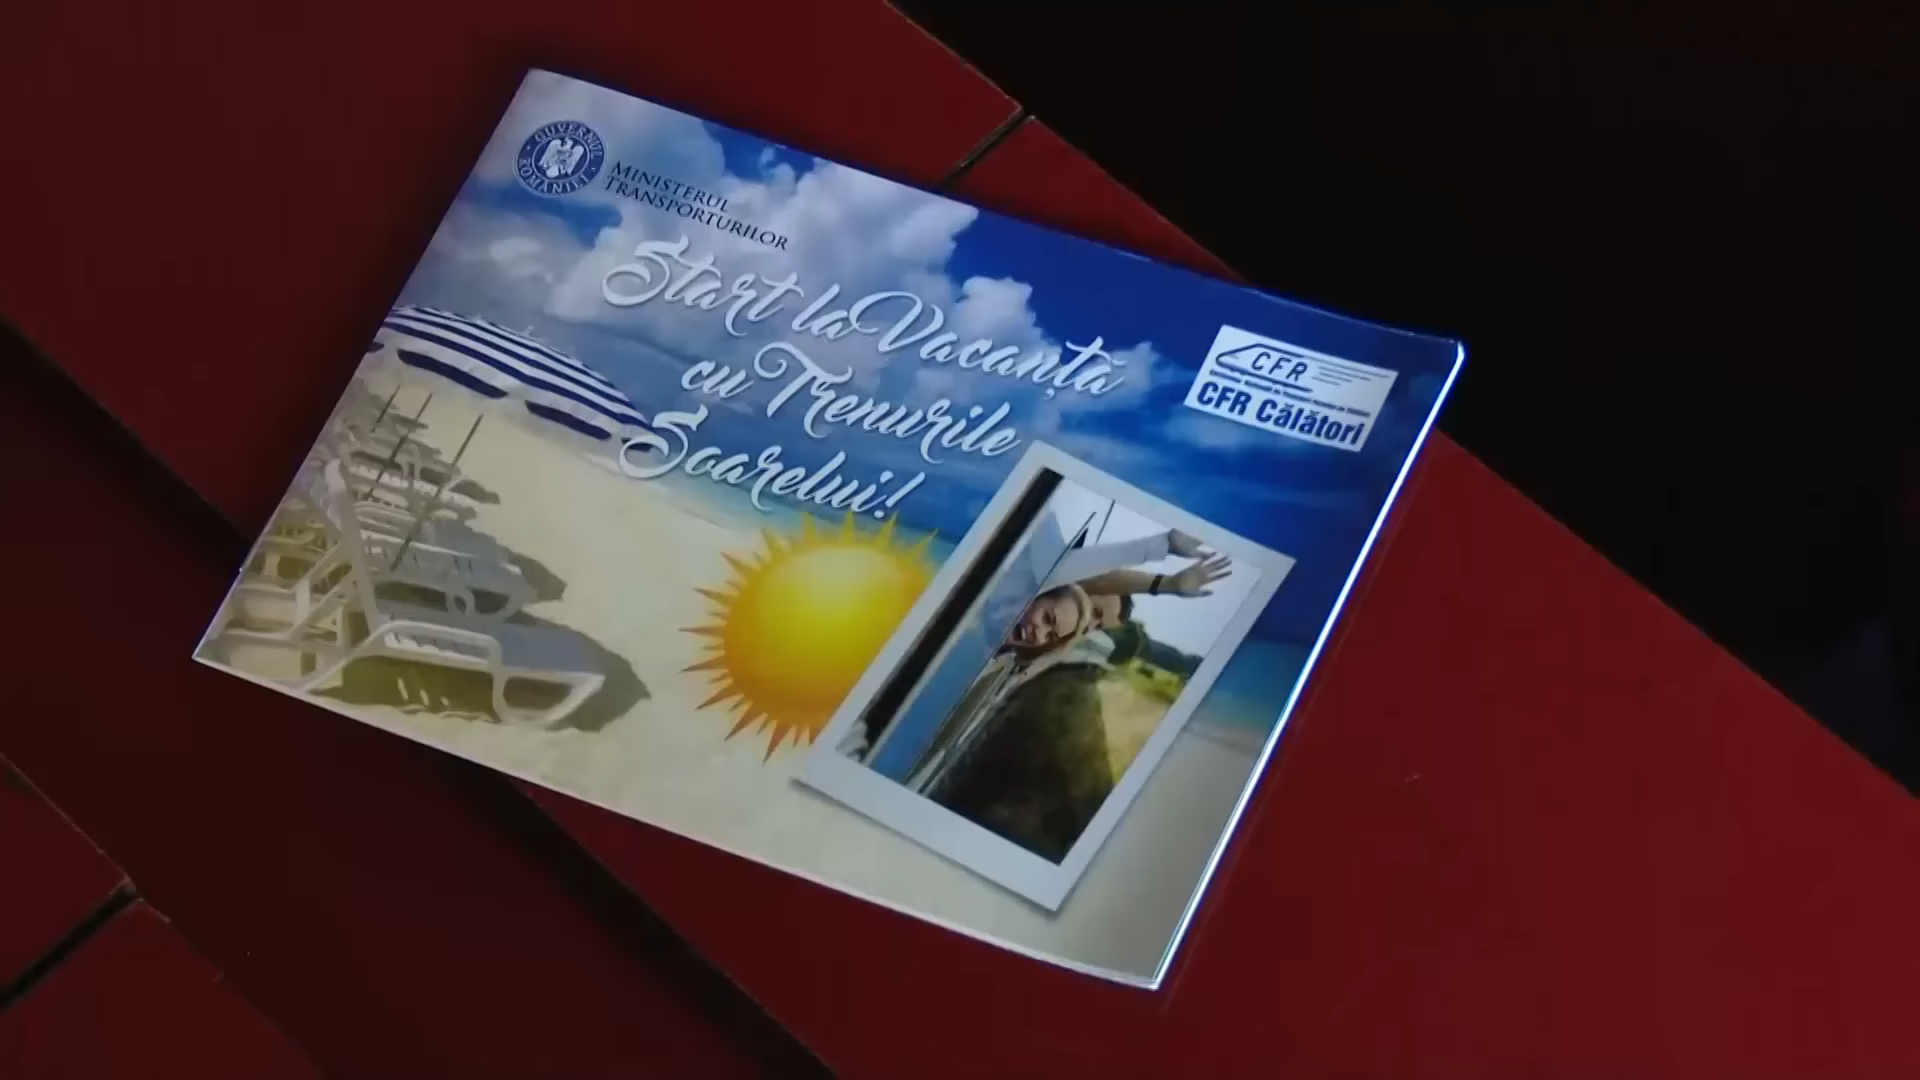 GUVERNUL ROMÂNIEI
MINISTERUL
TRANSPORTURILOR
Start la Vacanță
cu Trenurile
Soarelui!
CFR
CFR Călători